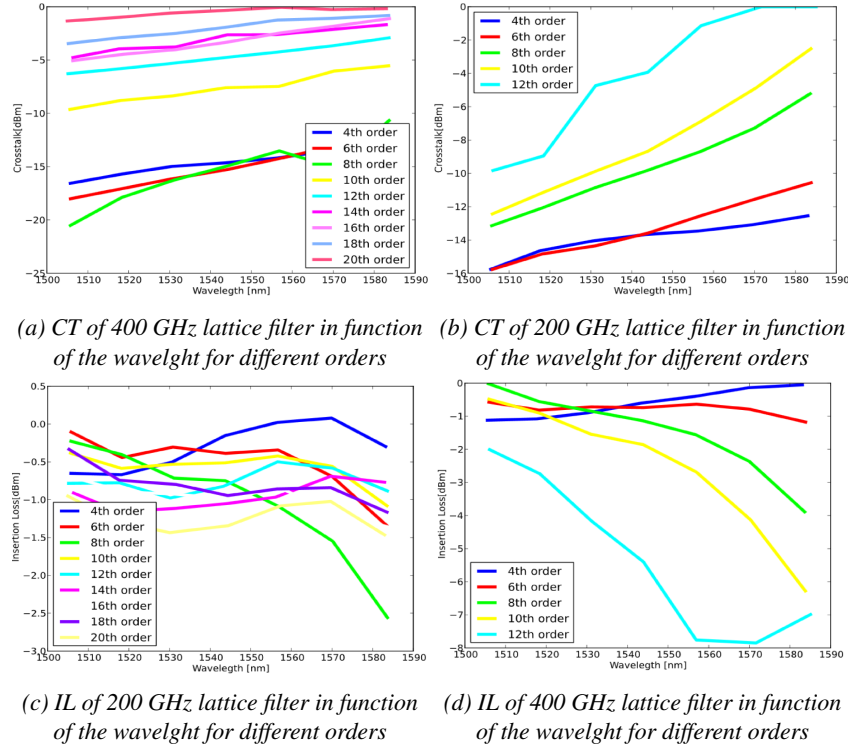 0
−5
−10
−15
−20
−25
Crosstalk[dBm]
4th order
6th order
8th order
10th order
12th order
14th order
16th order
18th order
20th order
1500 1510 1520 1530 1540 1550 1560 1570 1580 1590
Wavelegth [nm]
(a) CT of 400 GHz lattice filter in function
of the wavelght for different orders
0
−2
−4
−6
−8
−10
−12
−14
−16
Crosstalk[dBm]
4th order
6th order
8th order
10th order
12th order
1500 1510 1520 1530 1540 1550 1560 1570 1580 1590
Wavelegth [nm]
(b) CT of 200 GHz lattice filter in function
of the wavelght for different orders
0.5
0.0
−0.5
−1.0
−1.5
−2.0
−2.5
−3.0
Insertion Loss[dBm]
4th order
6th order
8th order
10th order
12th order
14th order
16th order
18th order
20th order
1500 1510 1520 1530 1540 1550 1560 1570 1580 1590
Wavelegth [nm]
(c) IL of 200 GHz lattice filter in function
of the wavelght for different orders
0
−1
−2
−3
−4
−5
−6
−7
−8
Insertion Loss[dBm]
4th order
6th order
8th order
10th order
12th order
1500 1510 1520 1530 1540 1550 1560 1570 1580 1590
Wavelegth [nm]
(d) IL of 400 GHz lattice filter in function
of the wavelght for different orders